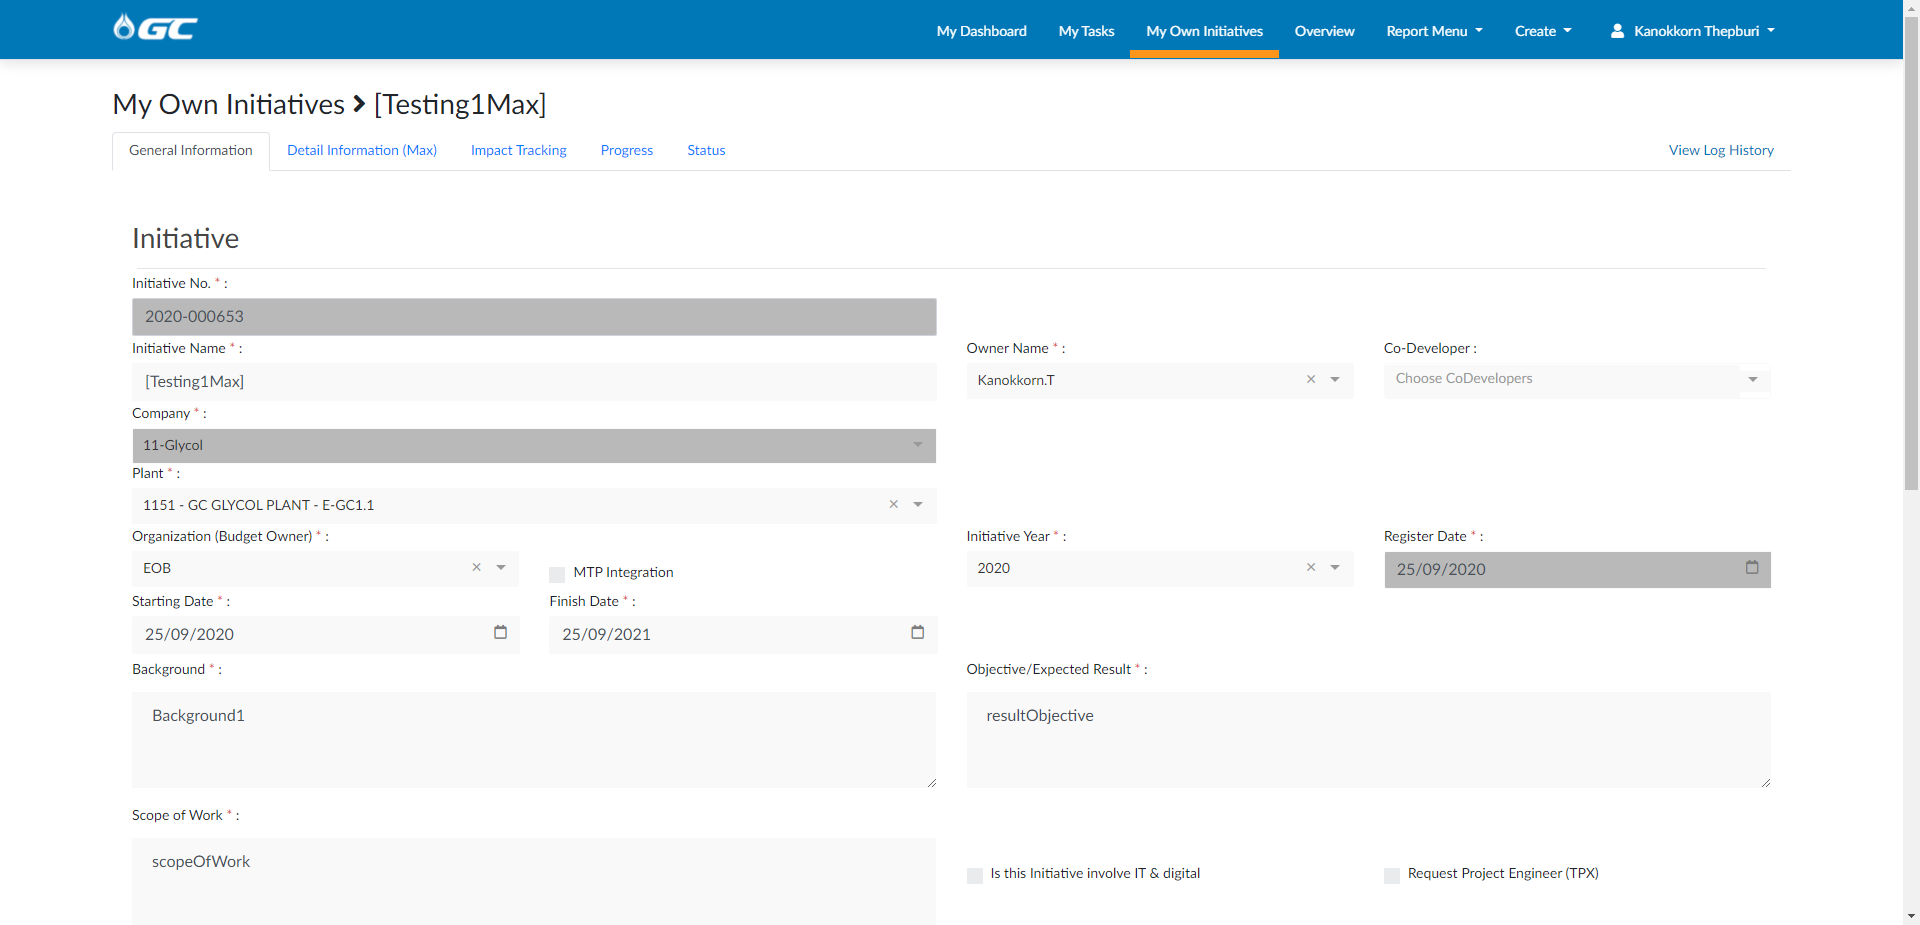 GC
My Dashboard My Tasks My Own Initiatives Overview Report Menu Create Kanokkorn Thepburi
My Own Initiatives [Testing1Max]
General Information Detail Information (Max) Impact Tracking Progress Status View Log History
Initiative
Initiative No. * :
2020-000653
Initiative Name * : Owner Name * : Co-Developer :
[Testing1Max] Kanokkorn.T × Choose CoDevelopers
Company * :
11-Glycol
Plant * :
1151 - GC GLYCOL PLANT - E-GC1.1 ×
Organization (Budget Owner) * : Initiative Year * : Register Date * :
EOB × MTP Integration 2020 × 25/09/2020
Starting Date * : Finish Date * :
25/09/2020 25/09/2021
Background * : Objective/Expected Result * :
Background1 resultObjective
Scope of Work * :
scopeOfWork Is this Initiative involve IT & digital Request Project Engineer (TPX)